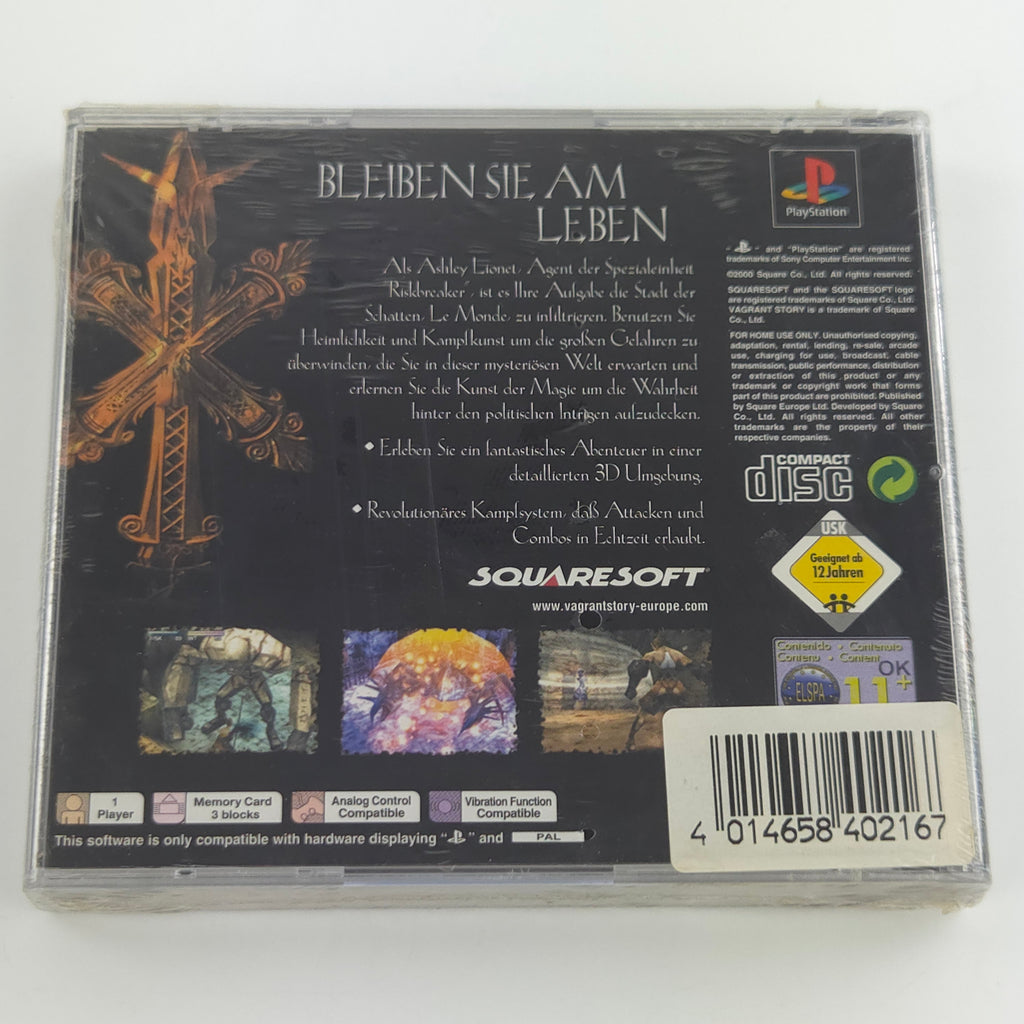 BLEIBEN SIE AM
LEBEN
Als Ashley Lionet, Agent der Spezialeinheit
"Riskbreaker", ist es Ihre Aufgabe die Stadt der
Schatten, Le Monde, zu infiltrieren. Benutzen Sie
Heimlichkeit und Kampfkunst um die großen Gefahren zu
überwinden, die Sie in dieser mysteriösen Welt erwarten und
erlernen Sie die Kunst der Magie um die Wahrheit
hinter den politischen Intrigen aufzudecken.
• Erleben Sie ein fantastisches Abenteuer in einer
detaillierten 3D Umgebung.
• Revolutionäres Kampfsystem, daß Attacken und
Combos in Echtzeit erlaubt.
SQUARESOFT
www.vagrantstory-europe.com
PlayStation
" " and "PlayStation" are registered
trademarks of Sony Computer Entertainment Inc.
©2000 Square Co., Ltd. All rights reserved.
SQUARESOFT and the SQUARESOFT logo
are registered trademarks of Square Co., Ltd.
VAGRANT STORY is a trademark of Square
Co., Ltd.
FOR HOME USE ONLY. Unauthorised copying,
adaptation, rental, lending, re-sale, arcade
use, charging for use, broadcast, cable
transmission, public performance, distribution
or extraction of this product or any
trademark or copyright work that forms
part of this product are prohibited. Published
by Square Europe Ltd. Developed by Square
Co., Ltd. All rights reserved. All other
trademarks are the property of their
respective companies.
COMPACT
disc
USK
Geeignet ab
12 Jahren
Contenido • Contenuto
Contenu • Content
OK
ELSPA
11+
1
Player
Memory Card
3 blocks
Analog Control
Compatible
Vibration Function
Compatible
This software is only compatible with hardware displaying " " and PAL
4 014658 402167